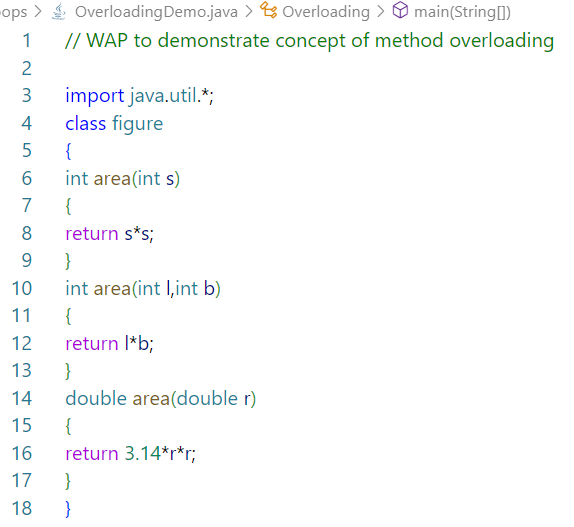 oops > OverloadingDemo.java > Overloading > main(String[])
1 // WAP to demonstrate concept of method overloading
2
3 import java.util.*;
4 class figure
5 {
6 int area(int s)
7 {
8 return s*s;
9 }
10 int area(int l,int b)
11 {
12 return l*b;
13 }
14 double area(double r)
15 {
16 return 3.14*r*r;
17 }
18 }